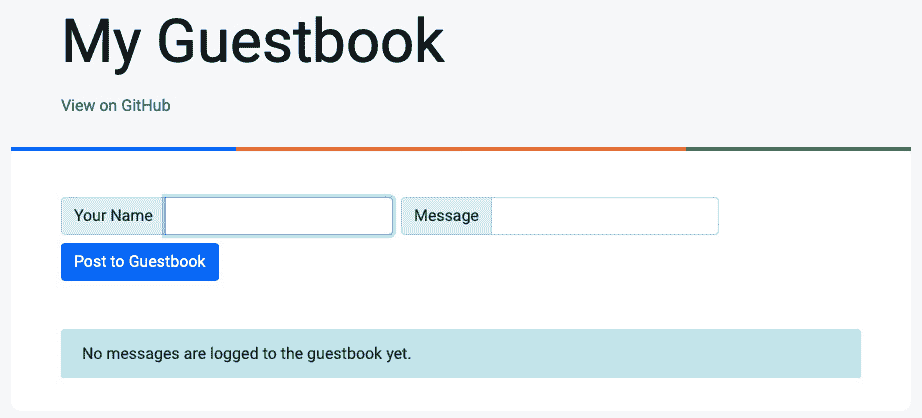 My Guestbook
View on GitHub
Your Name Message
Post to Guestbook
No messages are logged to the guestbook yet.